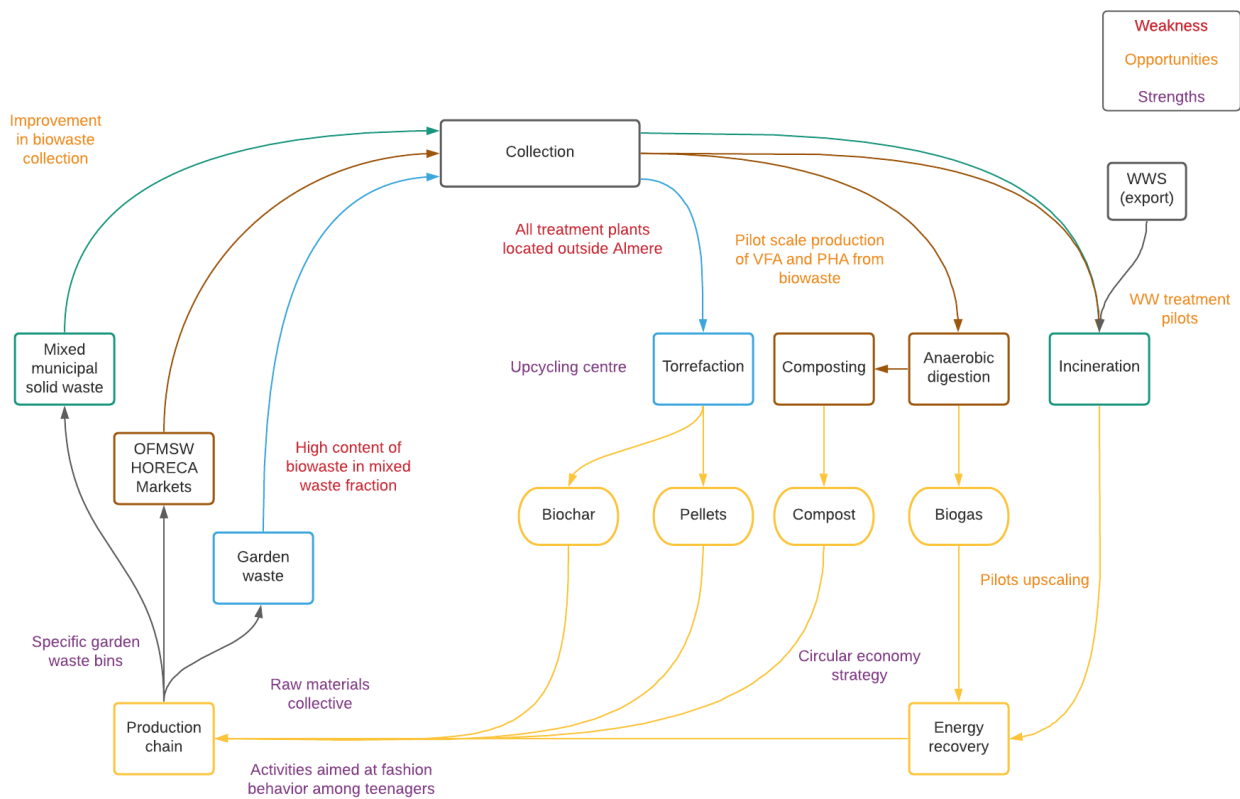 Weakness
Opportunities
Strengths
Improvement
in biowaste
collection
Collection
WWS
(export)
All treatment plants
located outside Almere
Pilot scale production
of VFA and PHA from
biowaste
WW treatment
pilots
Mixed
municipal
solid waste
Upcycling centre
Torrefaction
Composting
Anaerobic
digestion
Incineration
OFMSW
HORECA
Markets
High content of
biowaste in mixed
waste fraction
Biochar
Pellets
Compost
Biogas
Garden
waste
Pilots upscaling
Specific garden
waste bins
Raw materials
collective
Circular economy
strategy
Production
chain
Energy
recovery
Activities aimed at fashion
behavior among teenagers